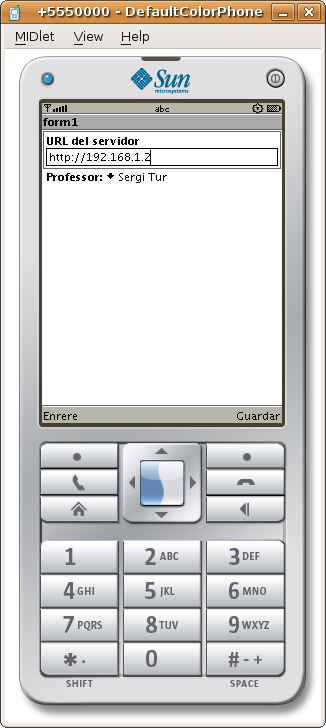 +5550000 - DefaultColorPhone
MIDlet View Help
Sun
microsystems
abc
form1
URL del servidor
http://192.168.1.2
Professor: Sergi Tur
Enrere Guardar
1 2 ABC 3 DEF
4 GHI 5 JKL 6 MNO
7 PQRS 8 TUV 9 WXYZ
* · 0 # - +
SHIFT SPACE